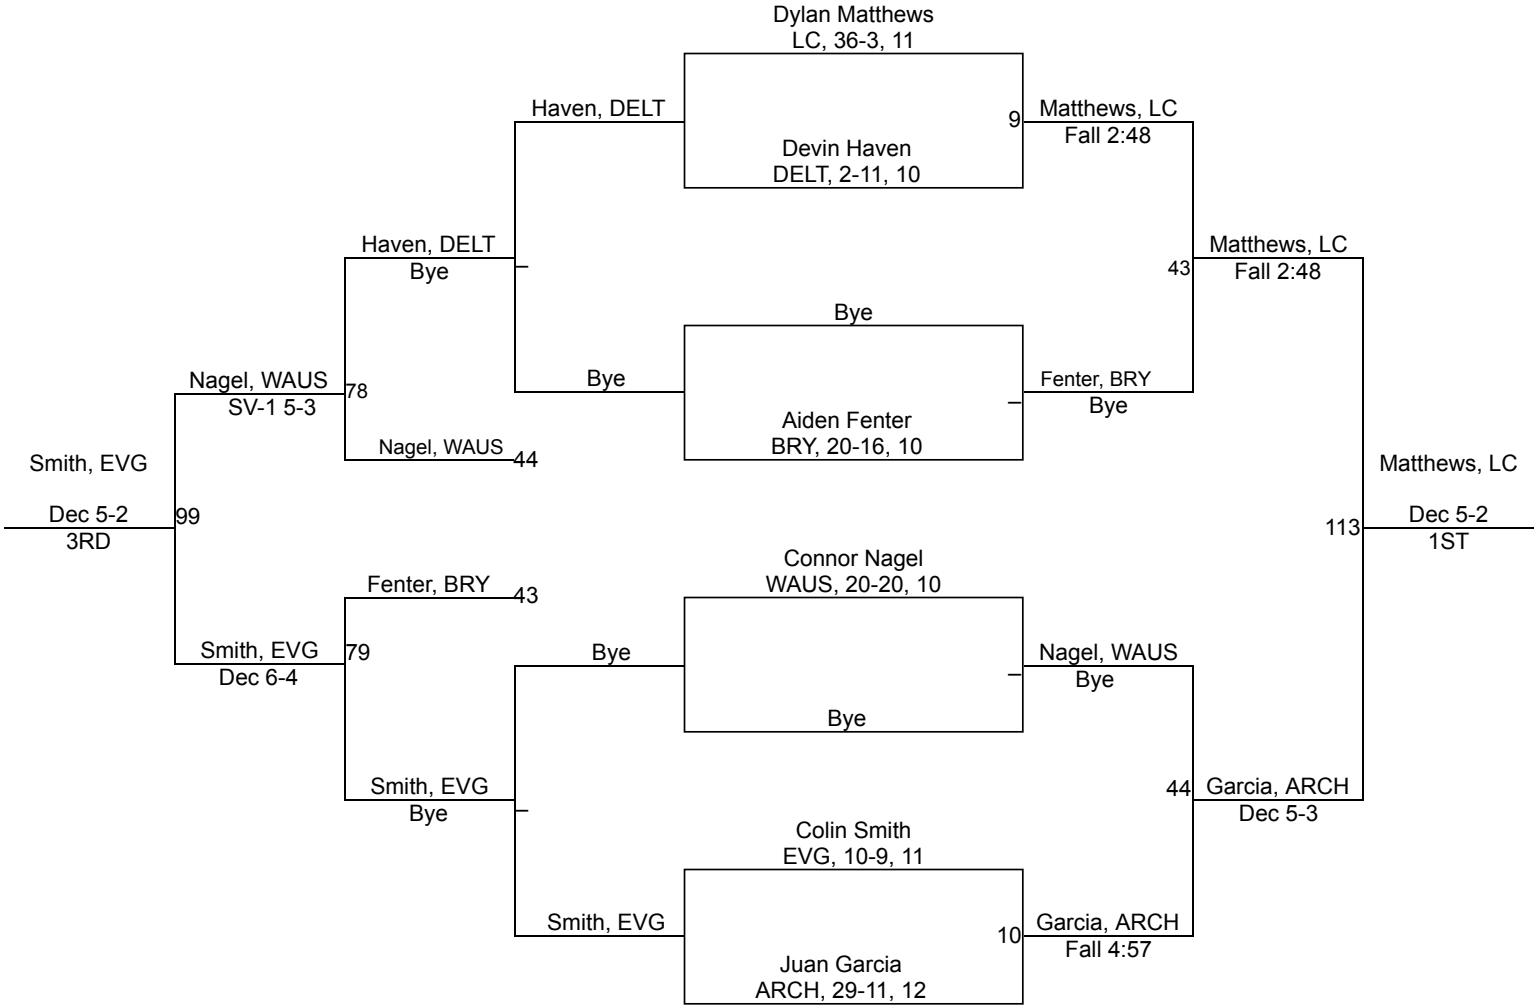 Dylan Matthews
LC, 36-3, 11
Haven, DELT
9
Matthews, LC
Fall 2:48
Devin Haven
DELT, 2-11, 10
Haven, DELT
Bye
–
43
Matthews, LC
Fall 2:48
Bye
Nagel, WAUS
SV-1 5-3
78
Bye
Fenter, BRY
Bye
–
Aiden Fenter
BRY, 20-16, 10
Nagel, WAUS
44
Smith, EVG
Dec 5-2
3RD
99
Matthews, LC
113
Dec 5-2
1ST
Connor Nagel
WAUS, 20-20, 10
Fenter, BRY
43
Smith, EVG
Dec 6-4
79
Bye
–
Nagel, WAUS
Bye
Bye
Smith, EVG
Bye
–
44
Garcia, ARCH
Dec 5-3
Colin Smith
EVG, 10-9, 11
Smith, EVG
10
Garcia, ARCH
Fall 4:57
Juan Garcia
ARCH, 29-11, 12